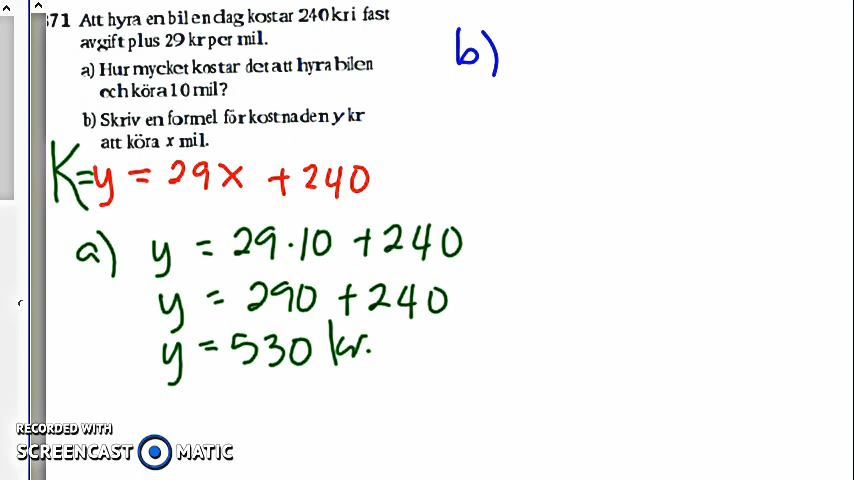 371 Att hyra en bil en dag kostar 240 kr i fast
avgift plus 29 kr per mil.
a) Hur mycket kostar det att hyra bilen
och köra 10 mil?
b) Skriv en formel för kostnaden y kr
att köra x mil.
K=y = 29x + 240
a) y = 29·10 + 240
y = 290 + 240
y = 530 kr.
b)
RECORDED WITH
SCREENCAST MATIC